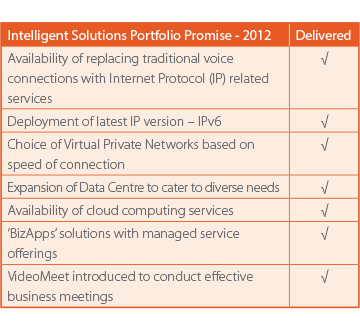 Intelligent Solutions Portfolio Promise - 2012 Delivered
Availability of replacing traditional voice √
connections with Internet Protocol (IP) related
services
Deployment of latest IP version – IPv6 √
Choice of Virtual Private Networks based on √
speed of connection
Expansion of Data Centre to cater to diverse needs √
Availability of cloud computing services √
‘BizApps’ solutions with managed service √
offerings
VideoMeet introduced to conduct effective √
business meetings